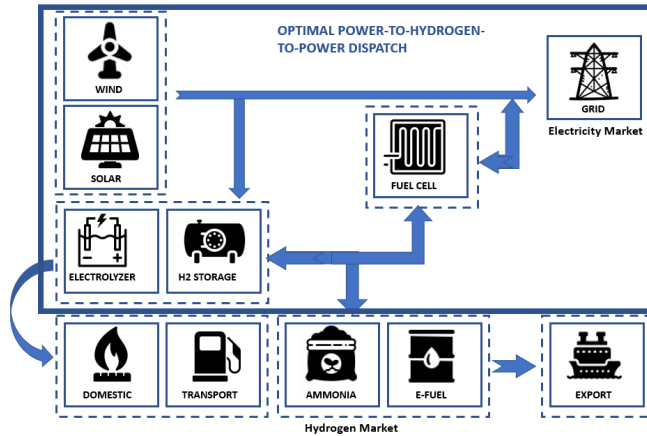 OPTIMAL POWER-TO-HYDROGEN-
TO-POWER DISPATCH
WIND
SOLAR
GRID
Electricity Market
FUEL CELL
ELECTROLYZER
H2 STORAGE
DOMESTIC
TRANSPORT
AMMONIA
E-FUEL
EXPORT
Hydrogen Market